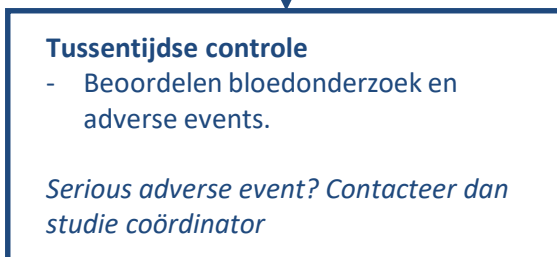 Tussentijdse controle
- Beoordelen bloedonderzoek en
adverse events.
Serious adverse event? Contacteer dan
studie coördinator